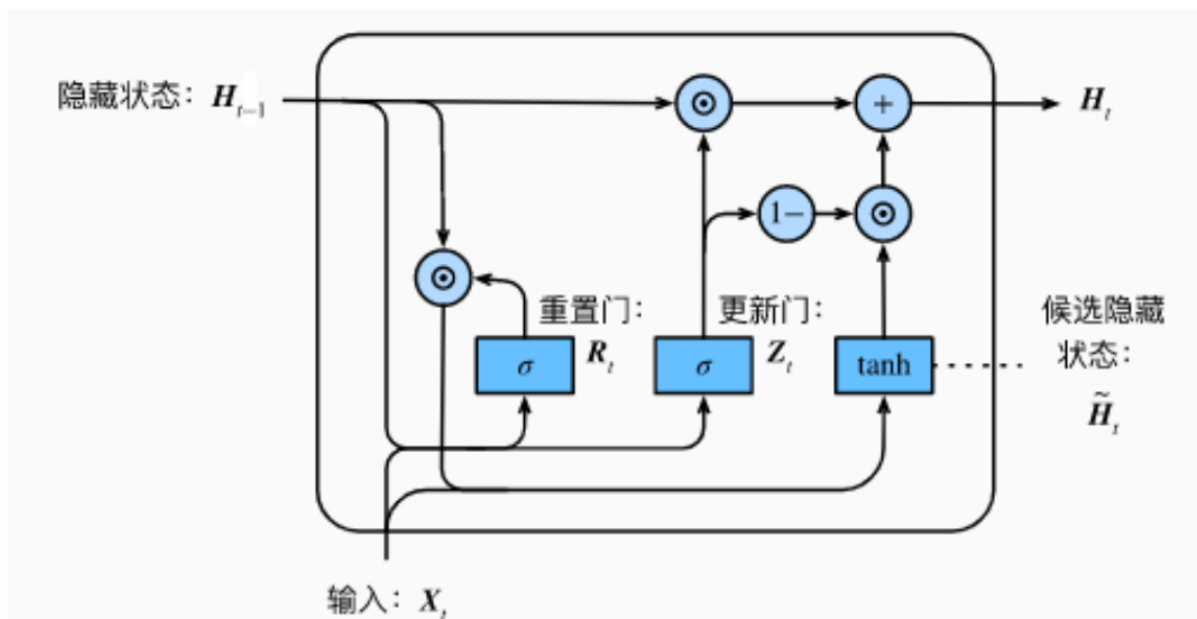 隐藏状态：H_{t-1}
⊙
+
H_t
1−
⊙
⊙
重置门：
R_t
更新门：
Z_t
候选隐藏
状态：
H̃_t
σ
σ
tanh
输入：X_t